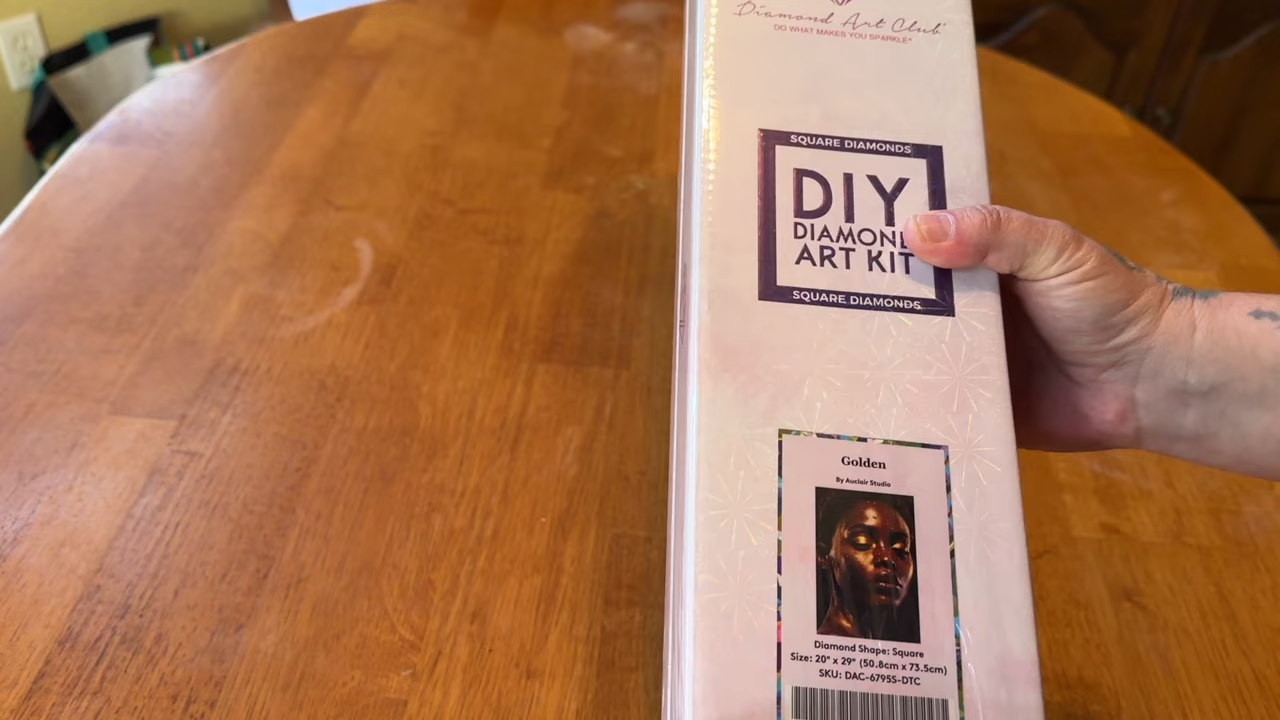 Diamond Art Club
DO WHAT MAKES YOU SPARKLE
SQUARE DIAMONDS
DIY
DIAMOND
ART KIT
SQUARE DIAMONDS
Golden
By Auclair Studio
Diamond Shape: Square
Size: 20" x 29" (50.8cm x 73.5cm)
SKU: DAC-6795S-DTC